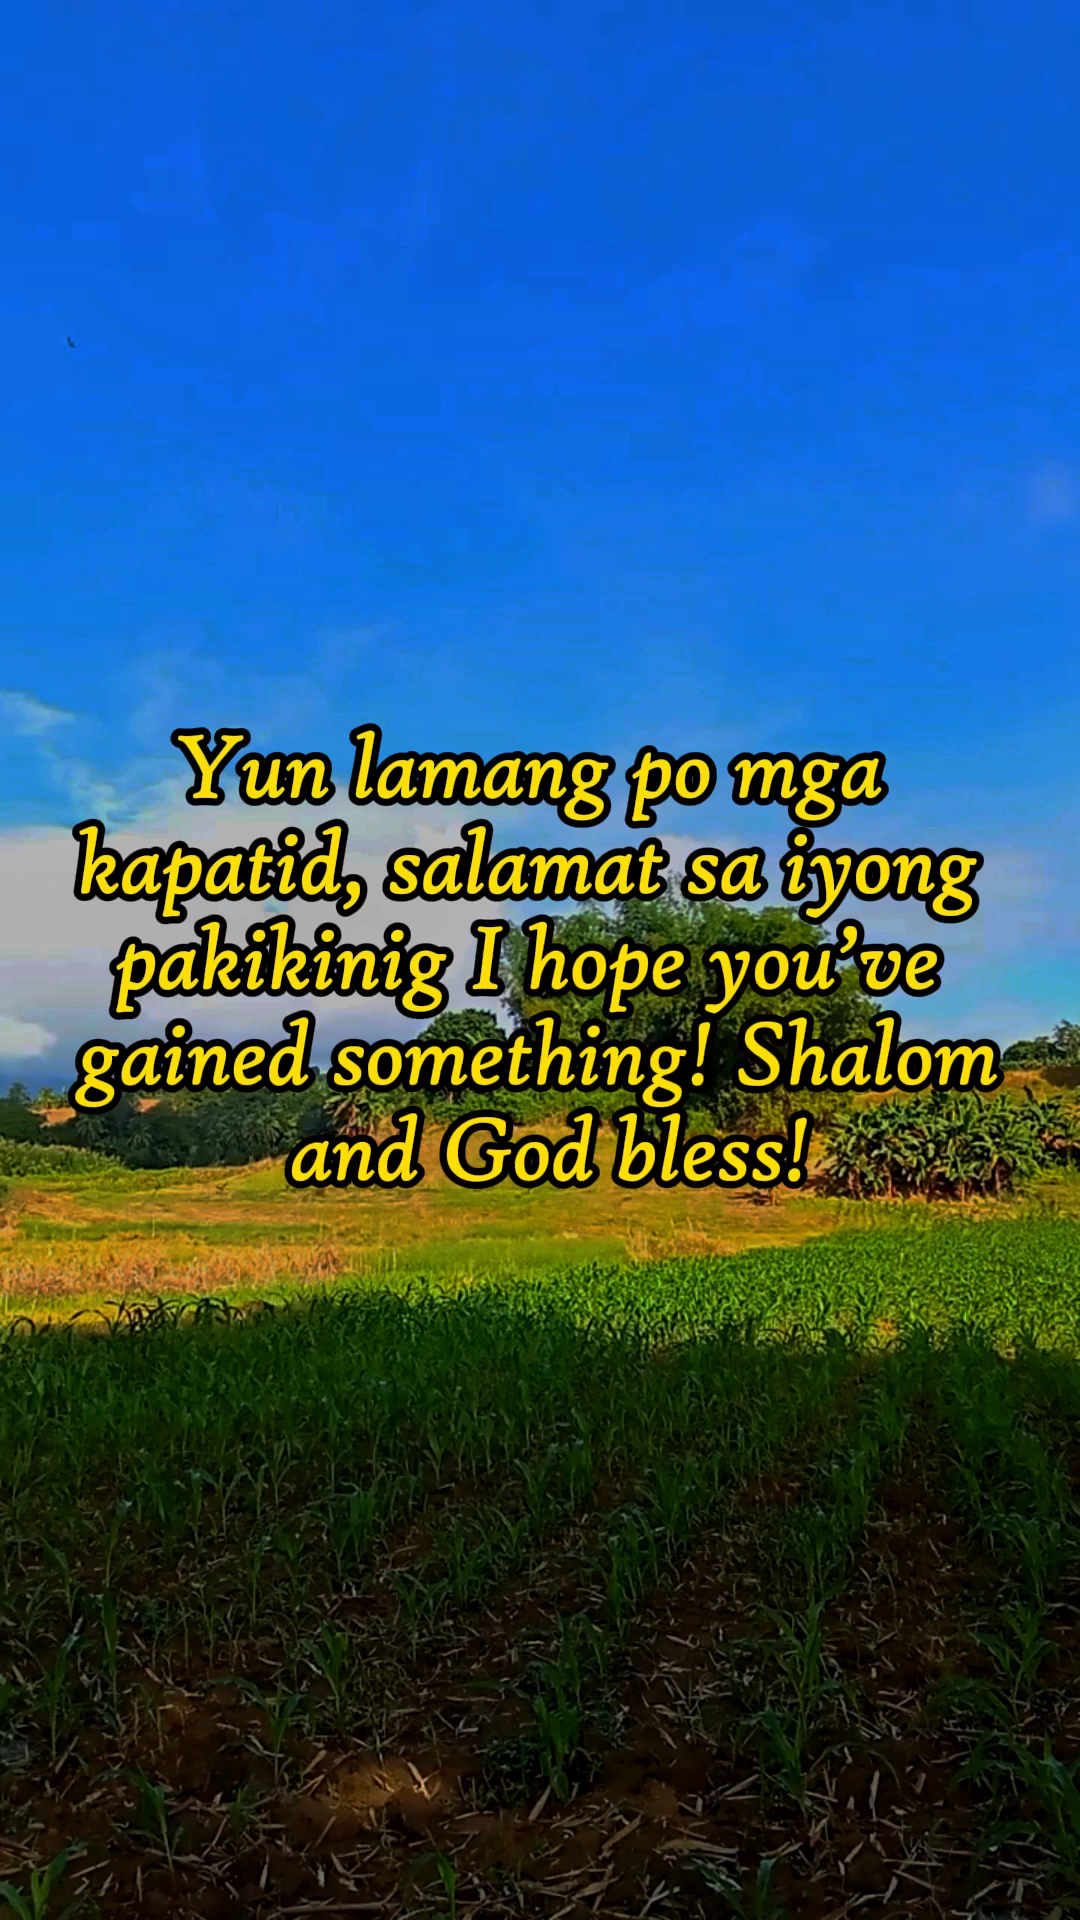 Yun lamang po mga
kapatid, salamat sa iyong
pakikinig I hope you’ve
gained something! Shalom
and God bless!